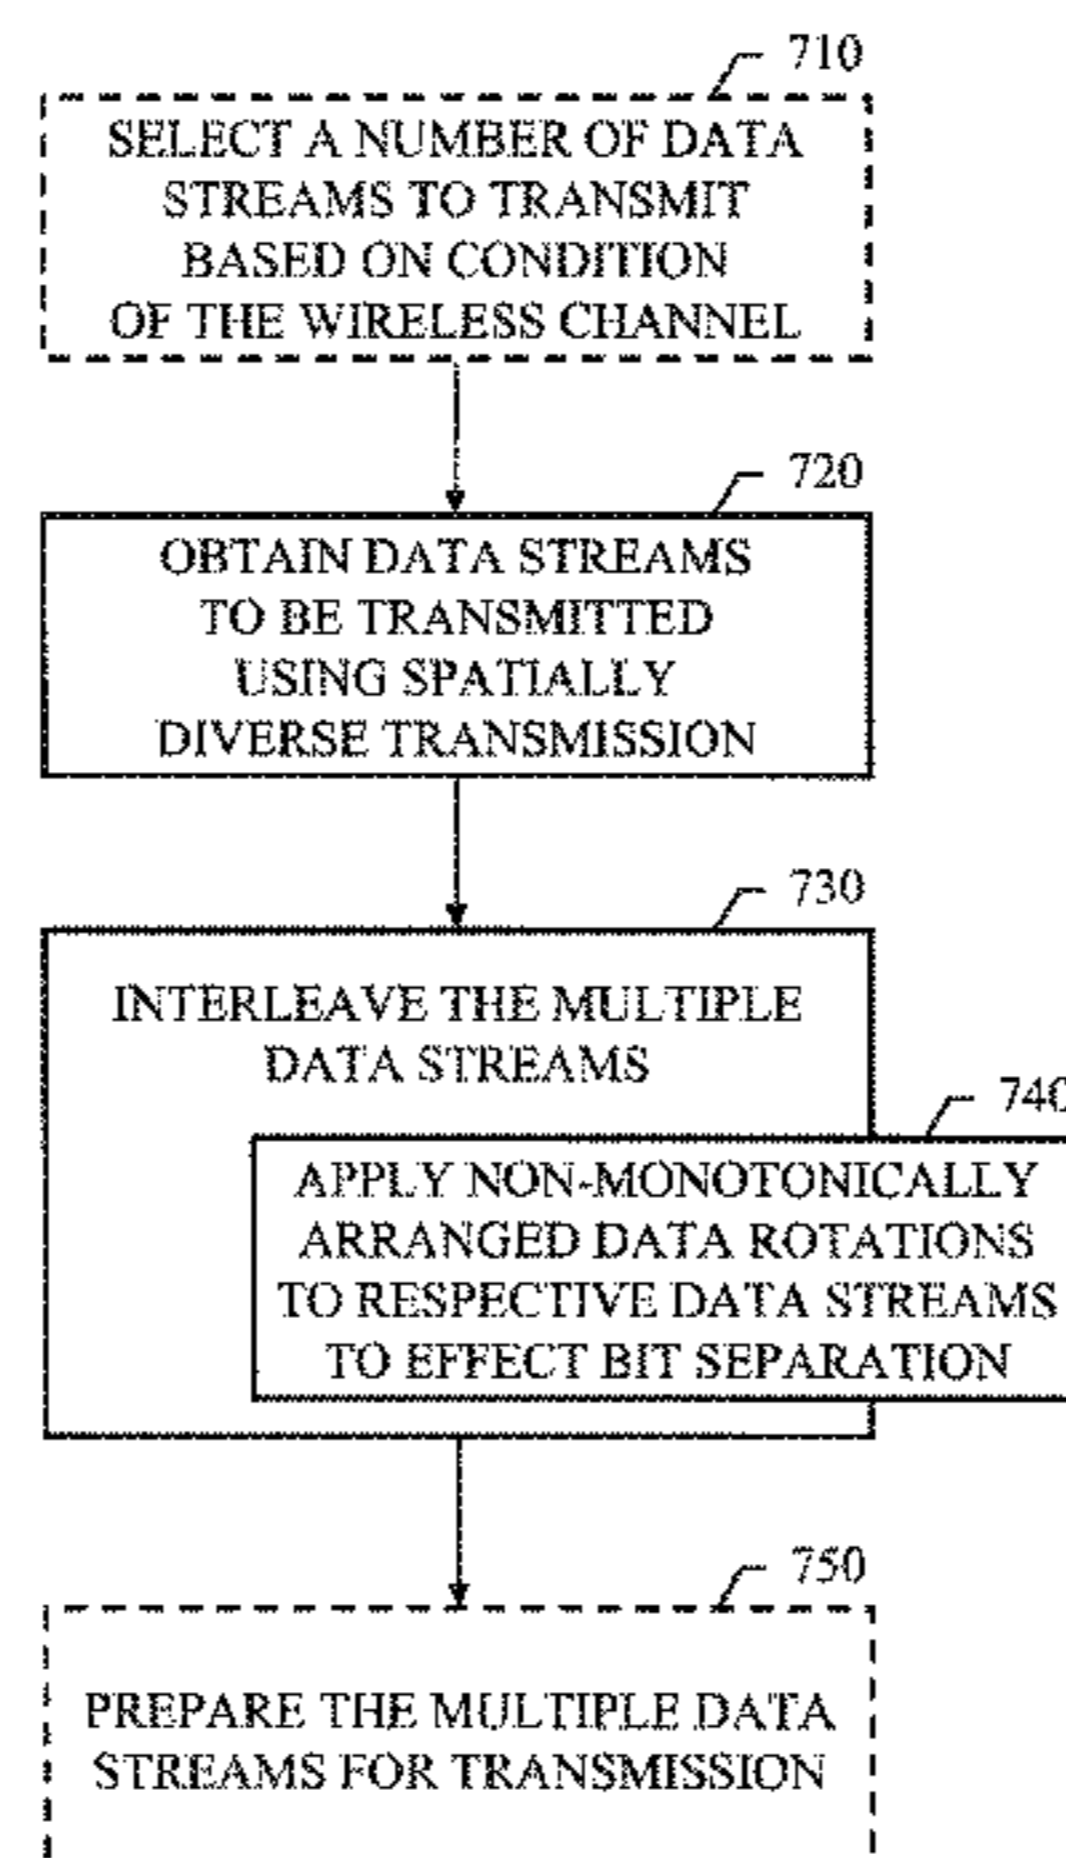 710
SELECT A NUMBER OF DATA
STREAMS TO TRANSMIT
BASED ON CONDITION
OF THE WIRELESS CHANNEL
720
OBTAIN DATA STREAMS
TO BE TRANSMITTED
USING SPATIALLY
DIVERSE TRANSMISSION
730
INTERLEAVE THE MULTIPLE
DATA STREAMS
740
APPLY NON-MONOTONICALLY
ARRANGED DATA ROTATIONS
TO RESPECTIVE DATA STREAMS
TO EFFECT BIT SEPARATION
750
PREPARE THE MULTIPLE DATA
STREAMS FOR TRANSMISSION